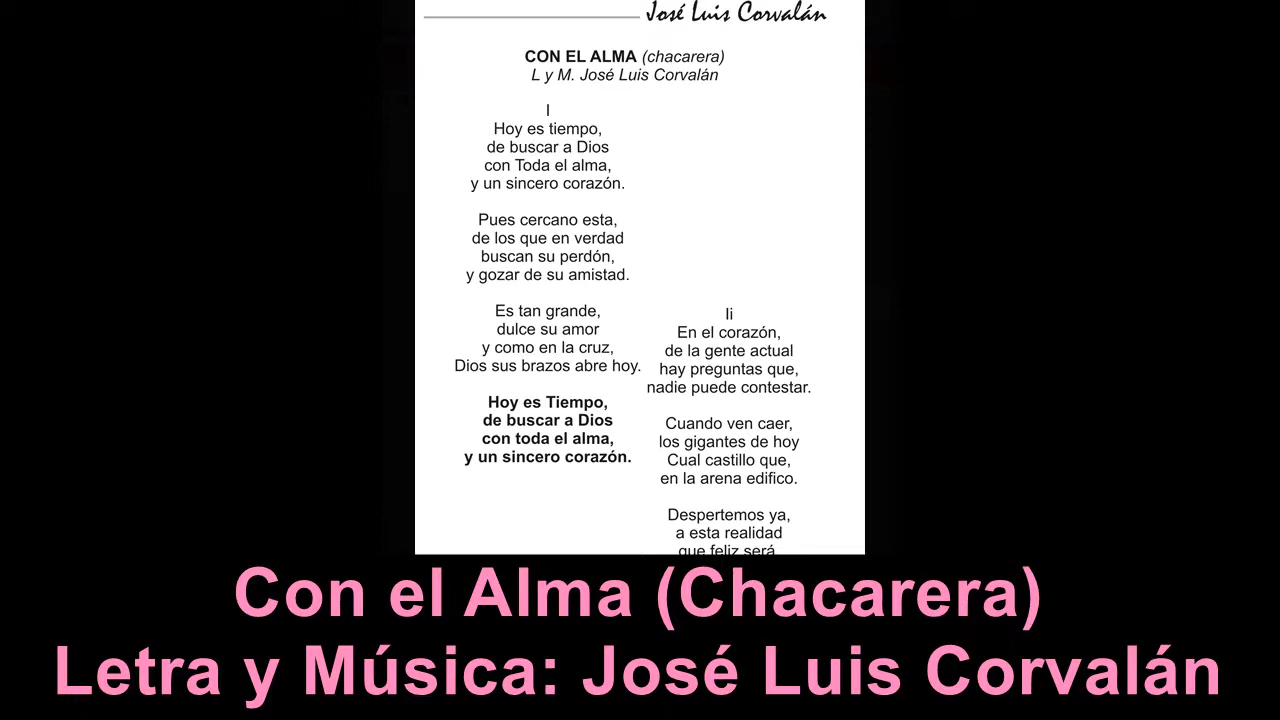 José Luis Corvalán
CON EL ALMA (chacarera)
L y M. José Luis Corvalán
I
Hoy es tiempo,
de buscar a Dios
con Toda el alma,
y un sincero corazón.
Pues cercano esta,
de los que en verdad
buscan su perdón,
y gozar de su amistad.
Es tan grande,
dulce su amor
y como en la cruz,
Dios sus brazos abre hoy.
Hoy es Tiempo,
de buscar a Dios
con toda el alma,
y un sincero corazón.
Ii
En el corazón,
de la gente actual
hay preguntas que,
nadie puede contestar.
Cuando ven caer,
los gigantes de hoy
Cual castillo que,
en la arena edifico.
Despertemos ya,
a esta realidad
que feliz será
Con el Alma (Chacarera)
Letra y Música: José Luis Corvalán